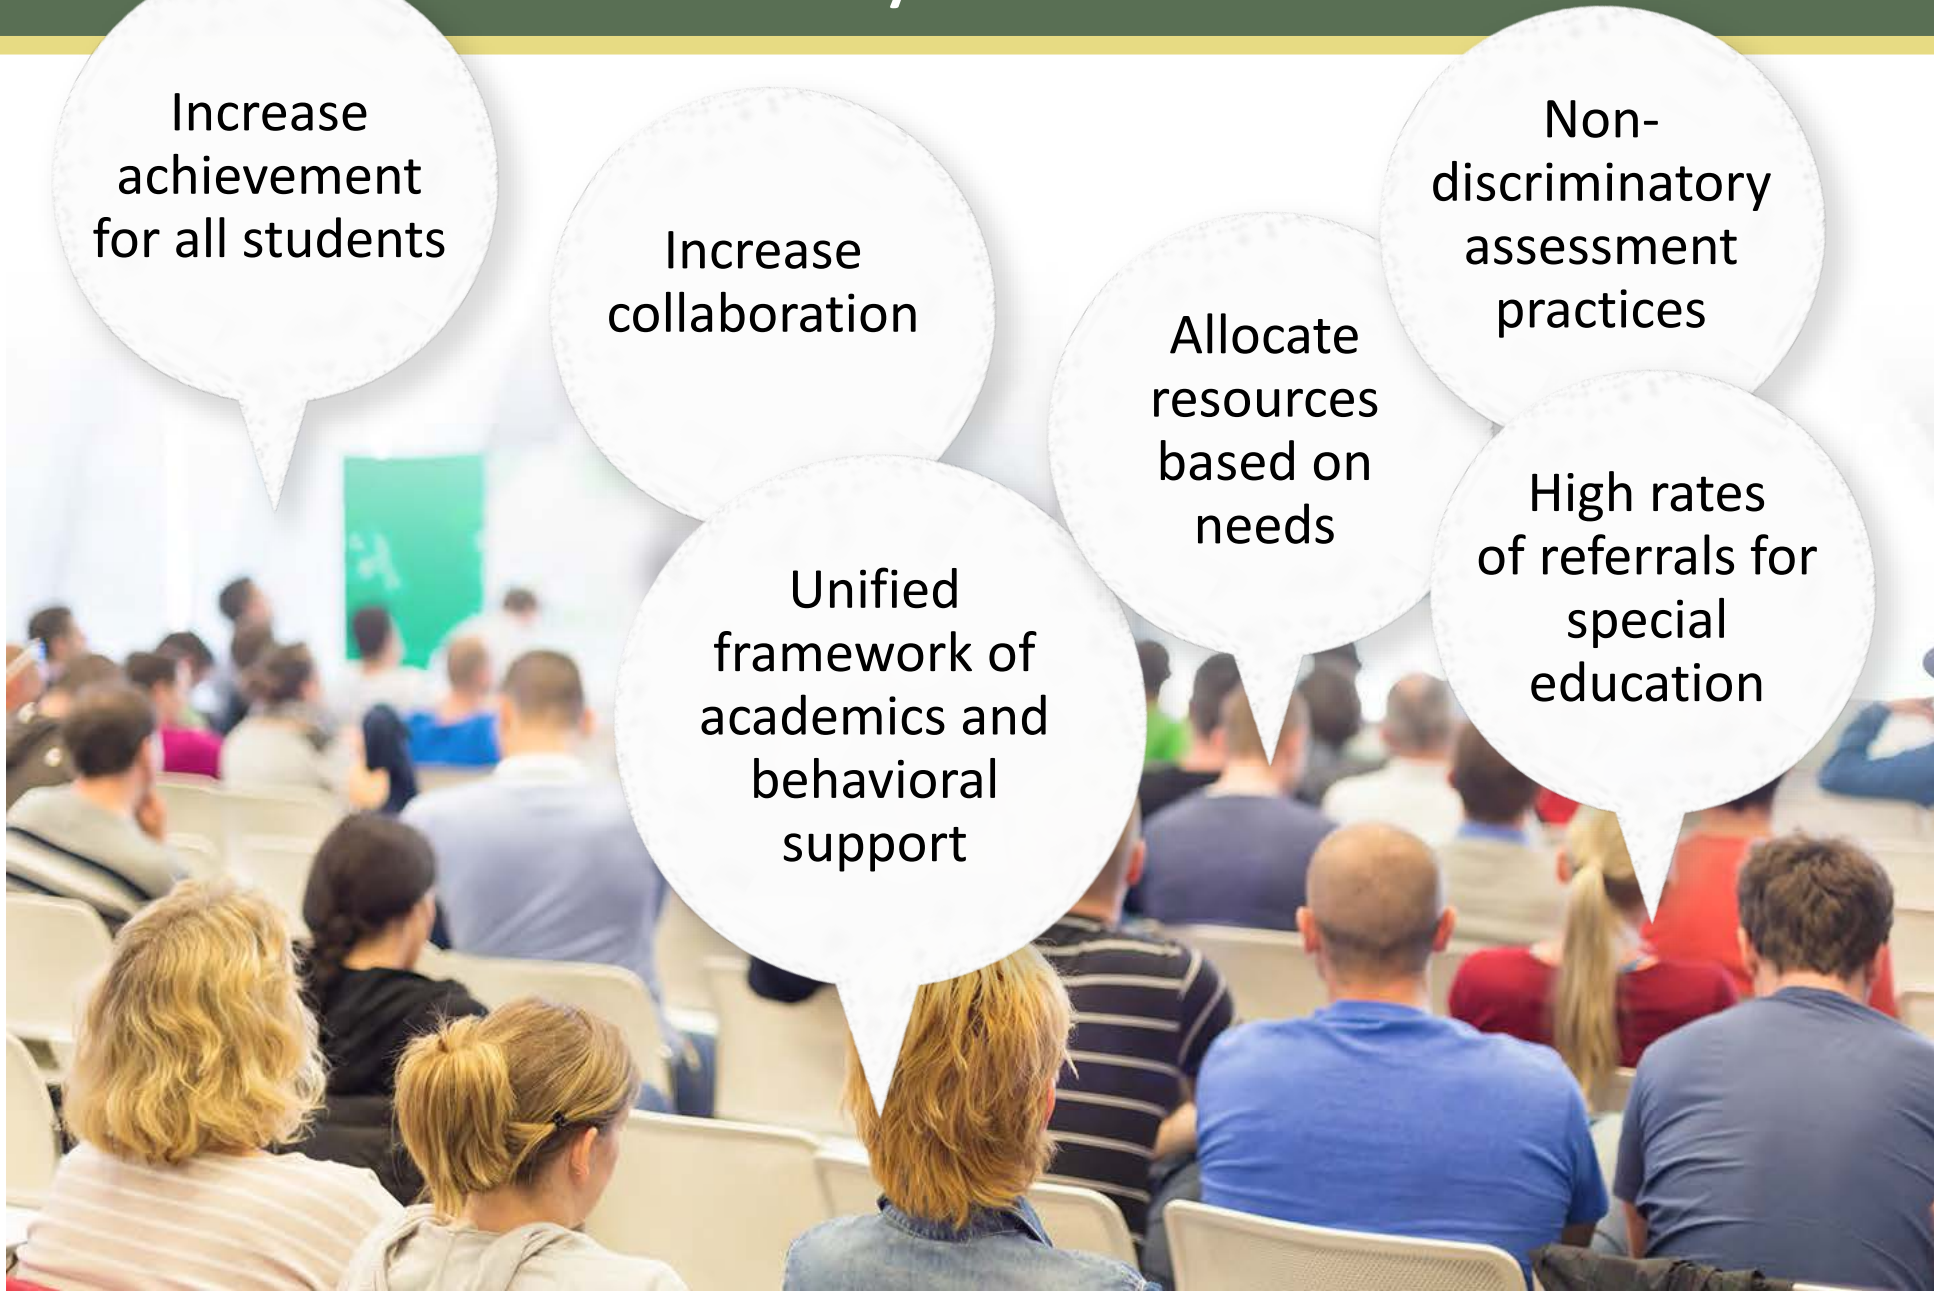 Increase
achievement
for all students
Increase
collaboration
Unified
framework of
academics and
behavioral
support
Allocate
resources
based on
needs
Non-
discriminatory
assessment
practices
High rates
of referrals for
special
education